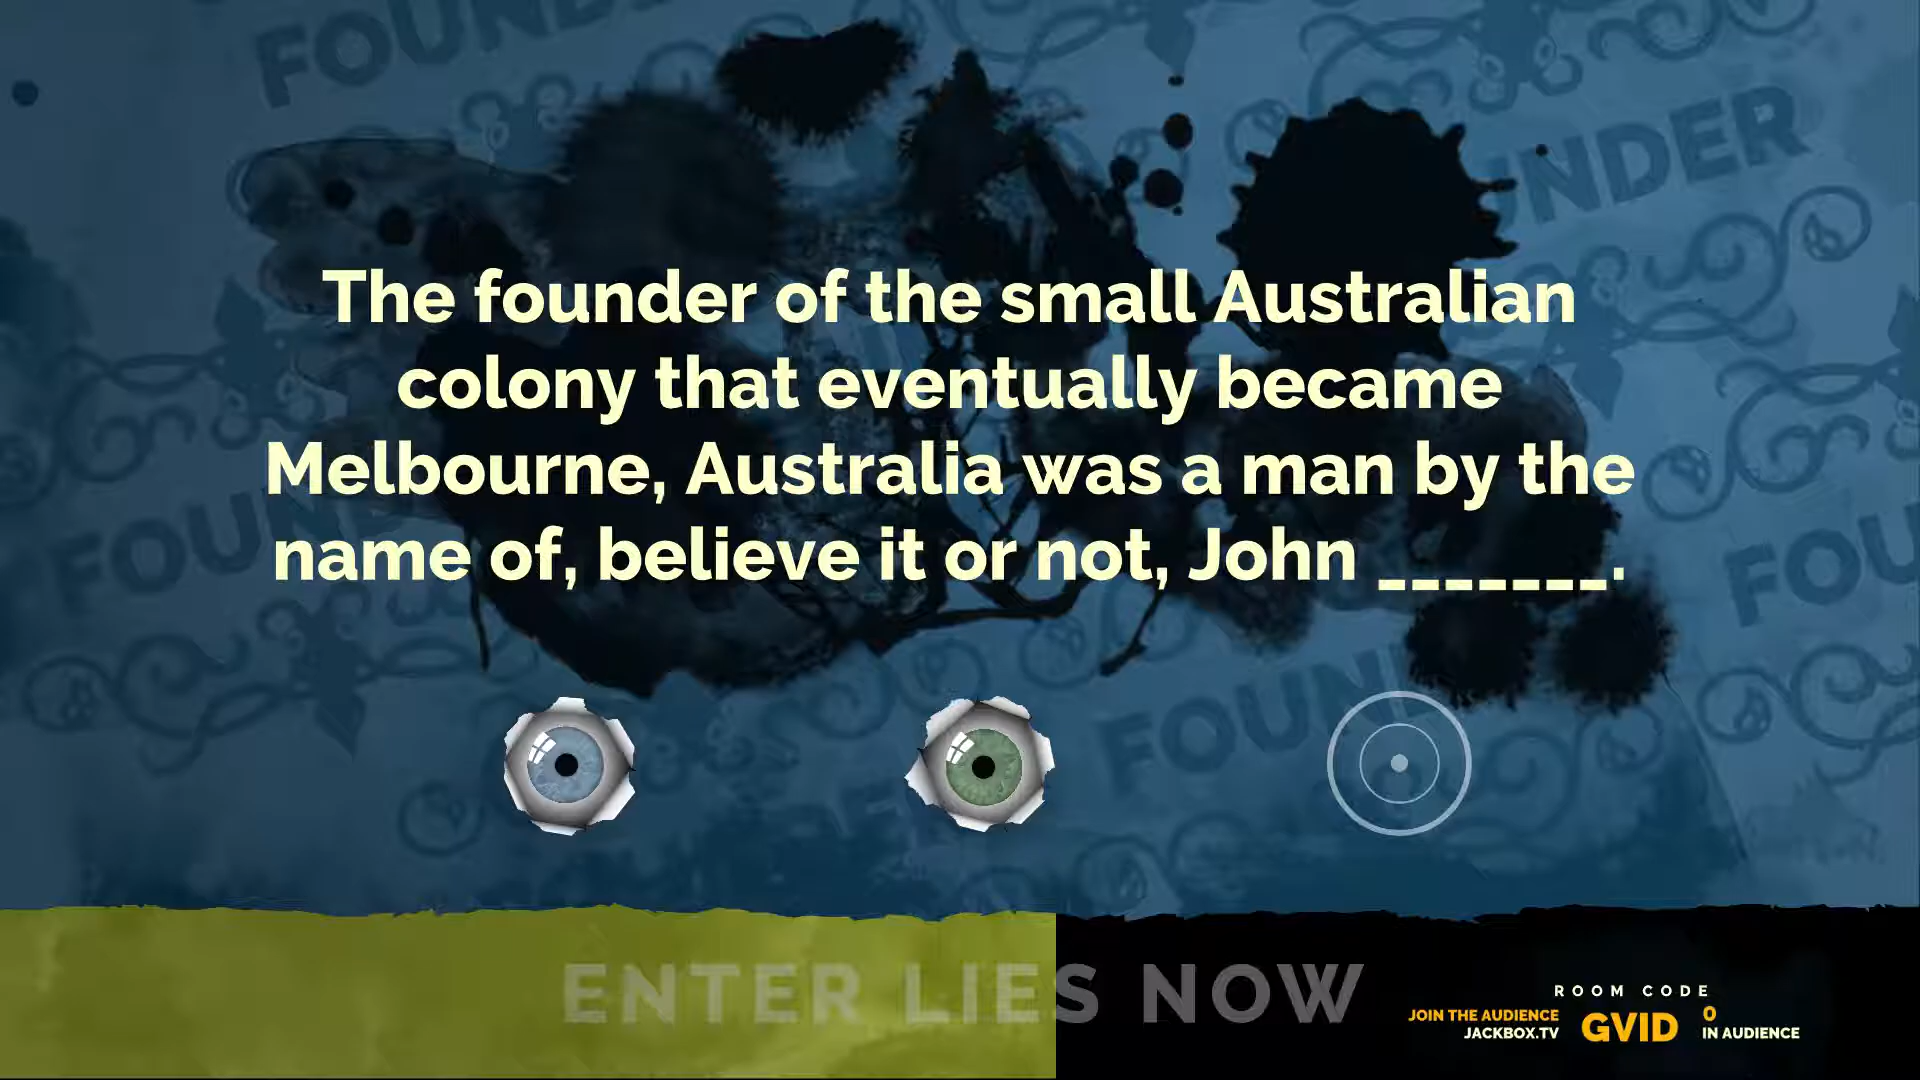 FOUNDER
FOUNDER
The founder of the small Australian
colony that eventually became
Melbourne, Australia was a man by the
name of, believe it or not, John _______.
ENTER LIES NOW
ROOM CODE
JOIN THE AUDIENCE
JACKBOX.TV
GVID
0
IN AUDIENCE